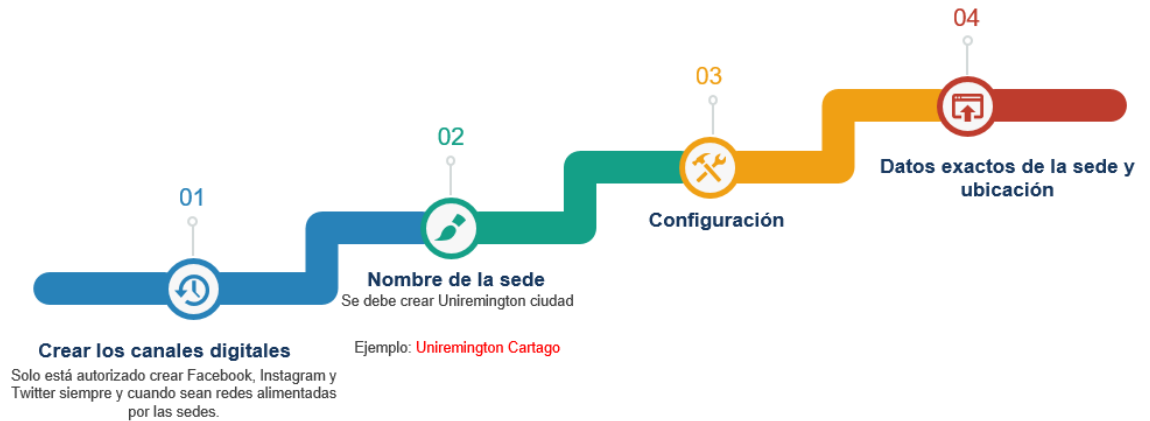 01
Crear los canales digitales
Solo está autorizado crear Facebook, Instagram y
Twitter siempre y cuando sean redes alimentadas
por las sedes.
02
Nombre de la sede
Se debe crear Uniremington ciudad
Ejemplo: Uniremington Cartago
03
Configuración
04
Datos exactos de la sede y
ubicación